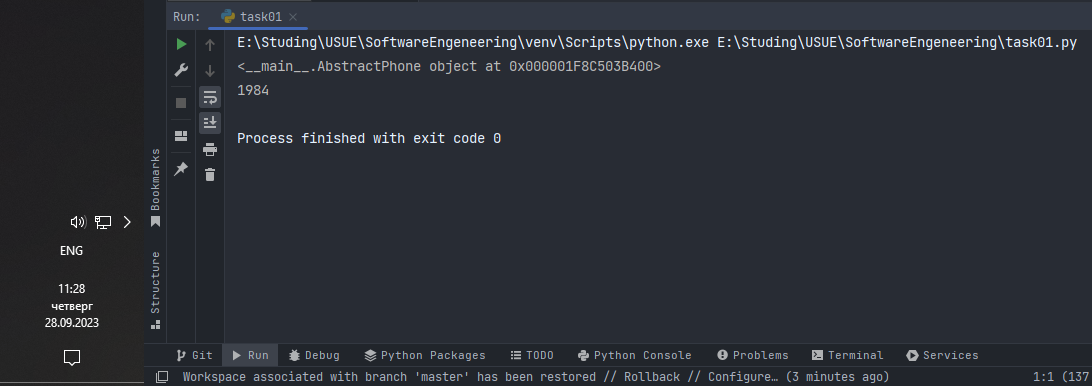 Run: task01
E:\Studing\USUE\SoftwareEngeneering\venv\Scripts\python.exe E:\Studing\USUE\SoftwareEngeneering\task01.py
<__main__.AbstractPhone object at 0x000001F8C503B400>
1984
Process finished with exit code 0
Bookmarks
Structure
ENG
11:28
четверг
28.09.2023
Git Run Debug Python Packages TODO Python Console Problems Terminal Services
Workspace associated with branch 'master' has been restored // Rollback // Configure… (3 minutes ago) 1:1 (137